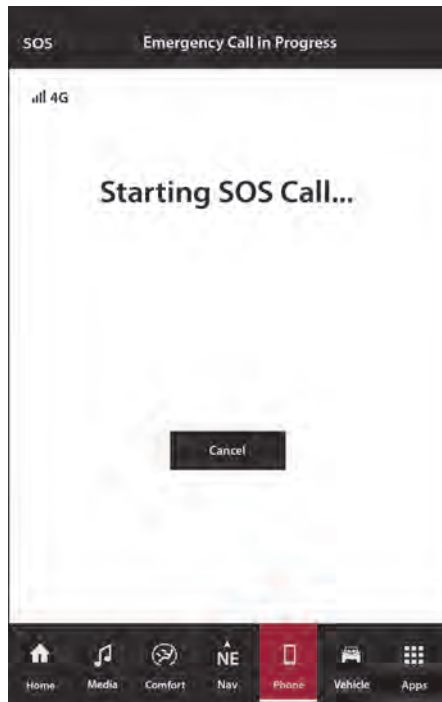 SOS Emergency Call in Progress
4G
Starting SOS Call...
Cancel
NE
Home Media Comfort Nav Phone Vehicle Apps